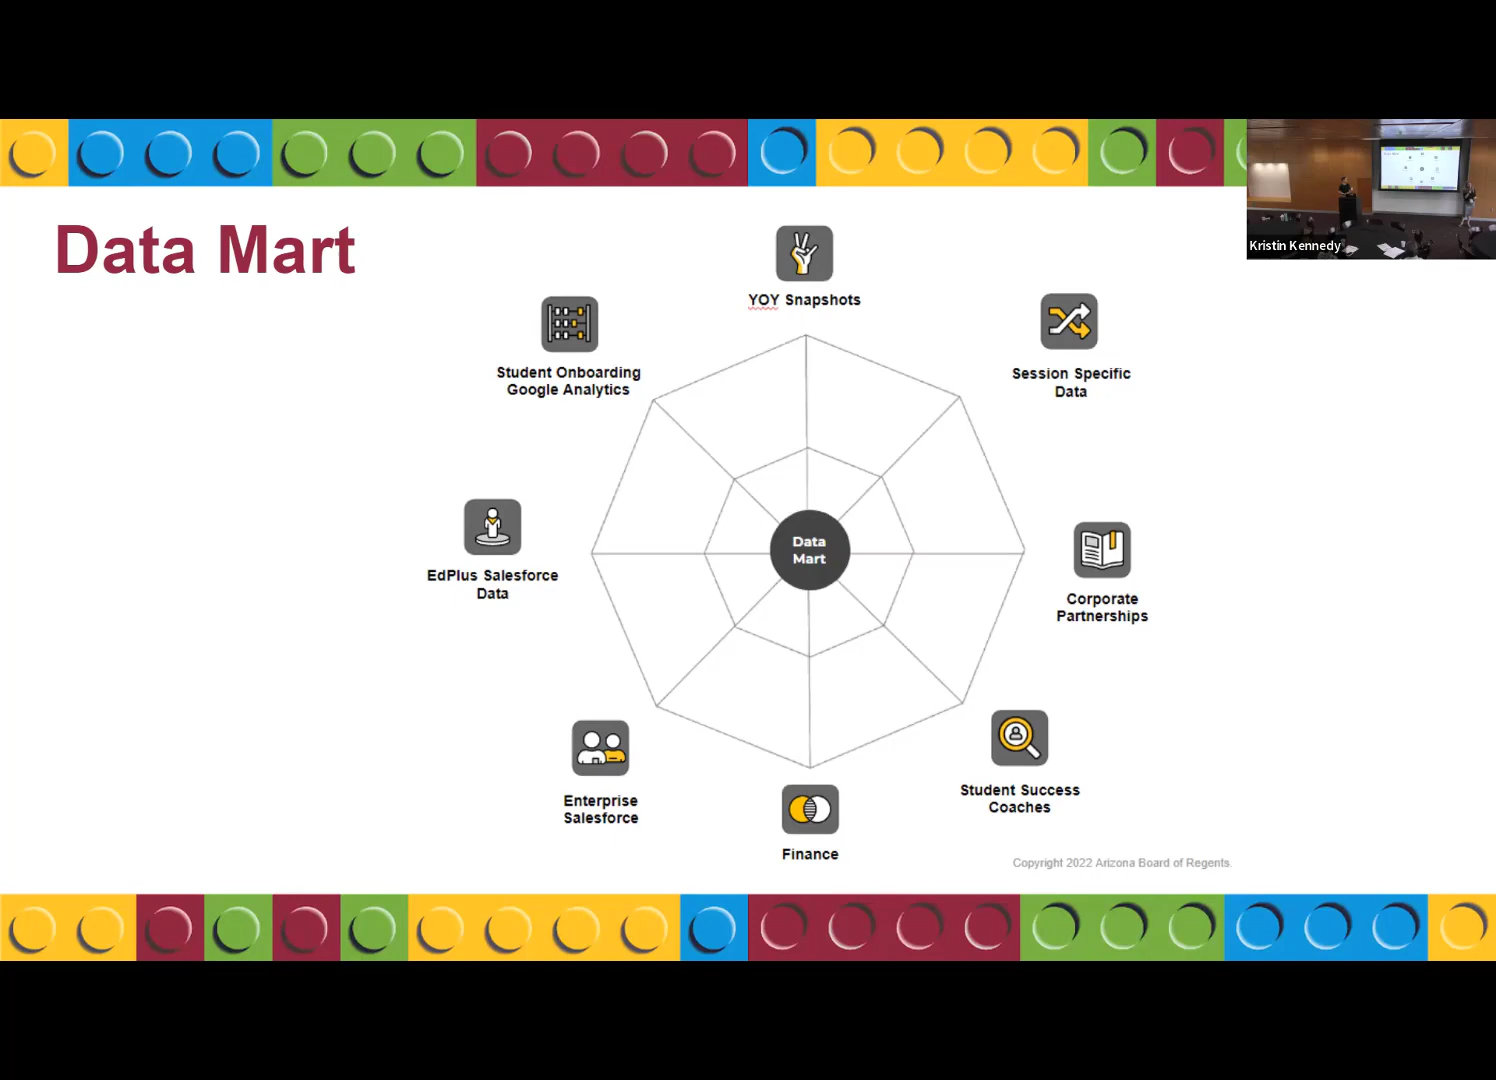 Data Mart
Kristin Kennedy
YOY Snapshots
Student Onboarding
Google Analytics
Session Specific
Data
EdPlus Salesforce
Data
Data
Mart
Corporate
Partnerships
Enterprise
Salesforce
Student Success
Coaches
Finance
Copyright 2022 Arizona Board of Regents